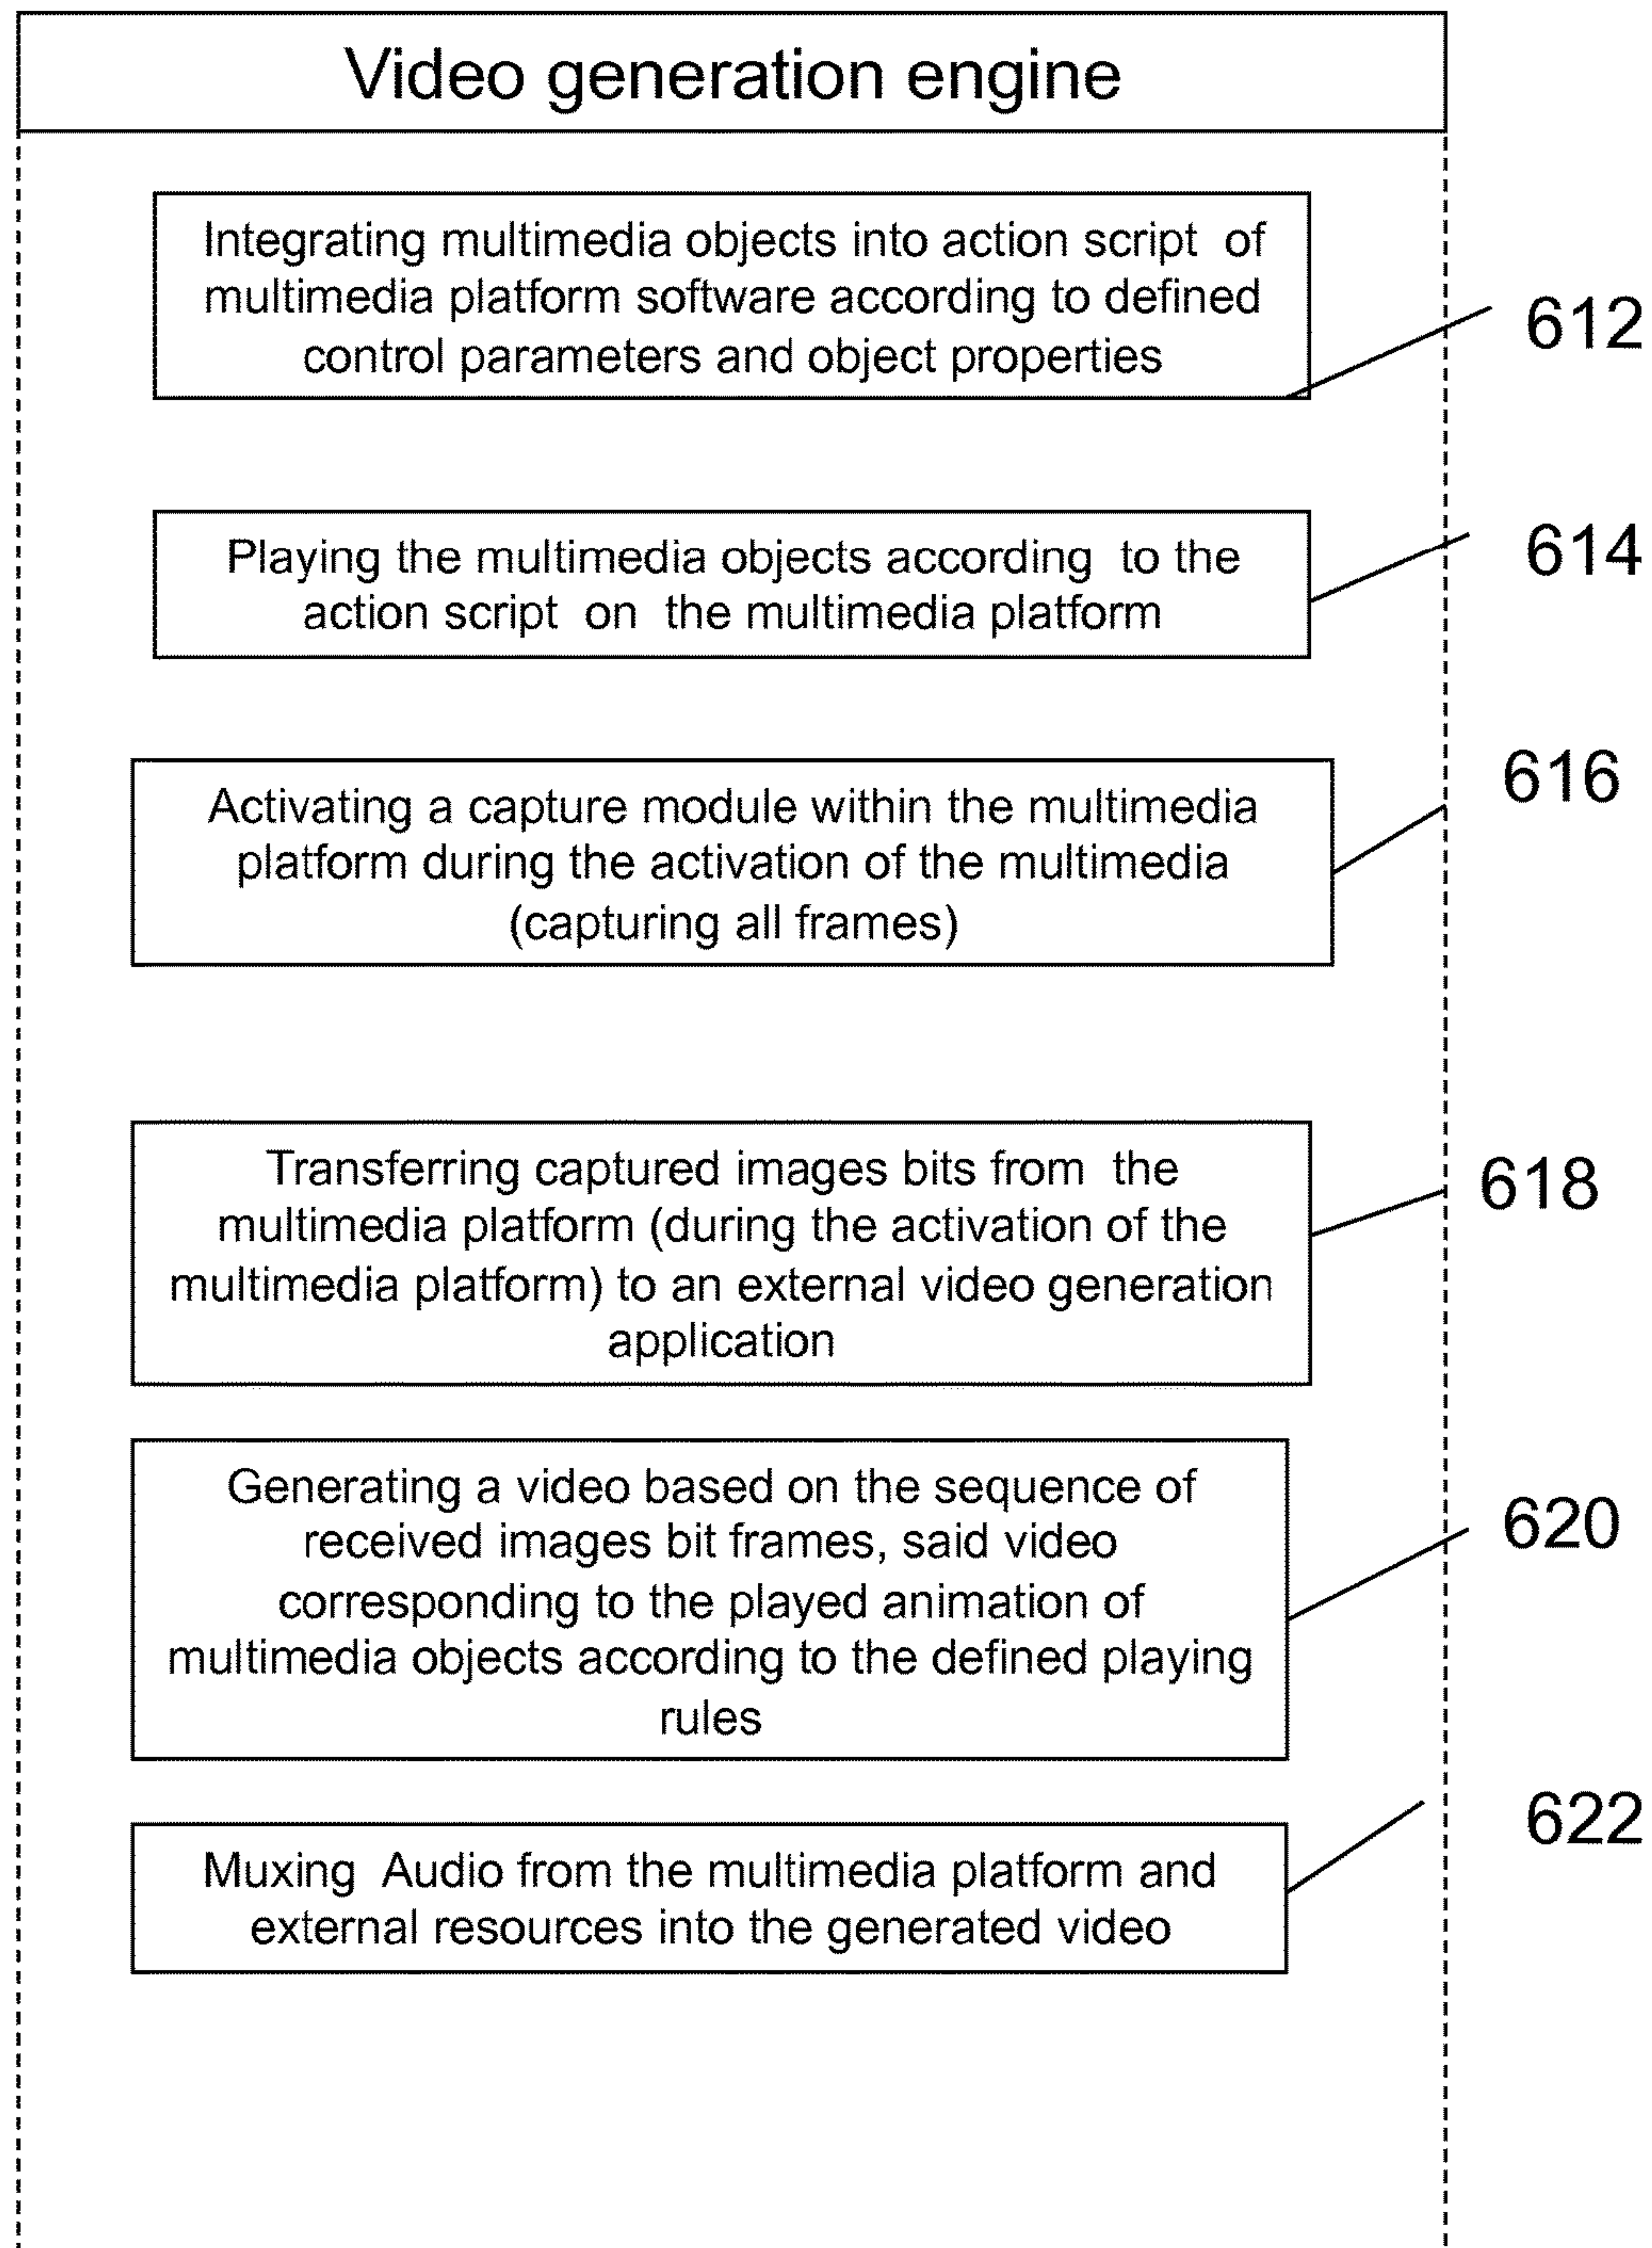 Video generation engine
Integrating multimedia objects into action script of
multimedia platform software according to defined
control parameters and object properties
612
Playing the multimedia objects according to the
action script on the multimedia platform
614
Activating a capture module within the multimedia
platform during the activation of the multimedia
(capturing all frames)
616
Transferring captured images bits from the
multimedia platform (during the activation of the
multimedia platform) to an external video generation
application
618
Generating a video based on the sequence of
received images bit frames, said video
corresponding to the played animation of
multimedia objects according to the defined playing
rules
620
Muxing Audio from the multimedia platform and
external resources into the generated video
622